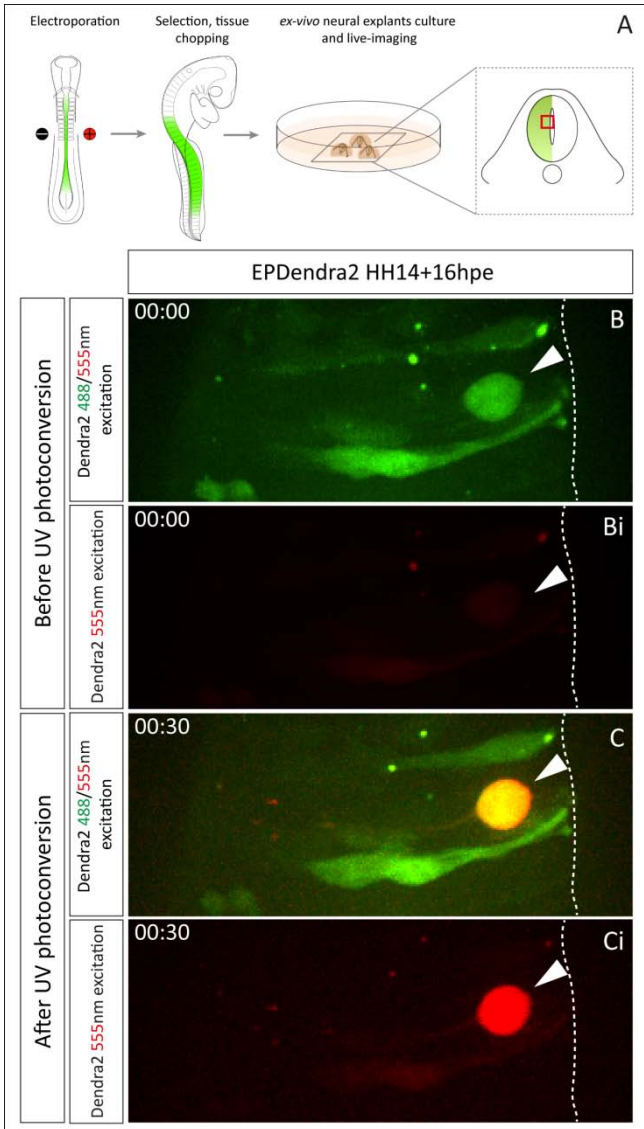 Electroporation
Selection, tissue
chopping
ex-vivo neural explants culture
and live-imaging
A
EPDendra2 HH14+16hpe
Before UV photoconversion
Dendra2 488/555nm
excitation
00:00
B
Dendra2 555nm excitation
00:00
Bi
After UV photoconversion
Dendra2 488/555nm
excitation
00:30
C
Dendra2 555nm excitation
00:30
Ci